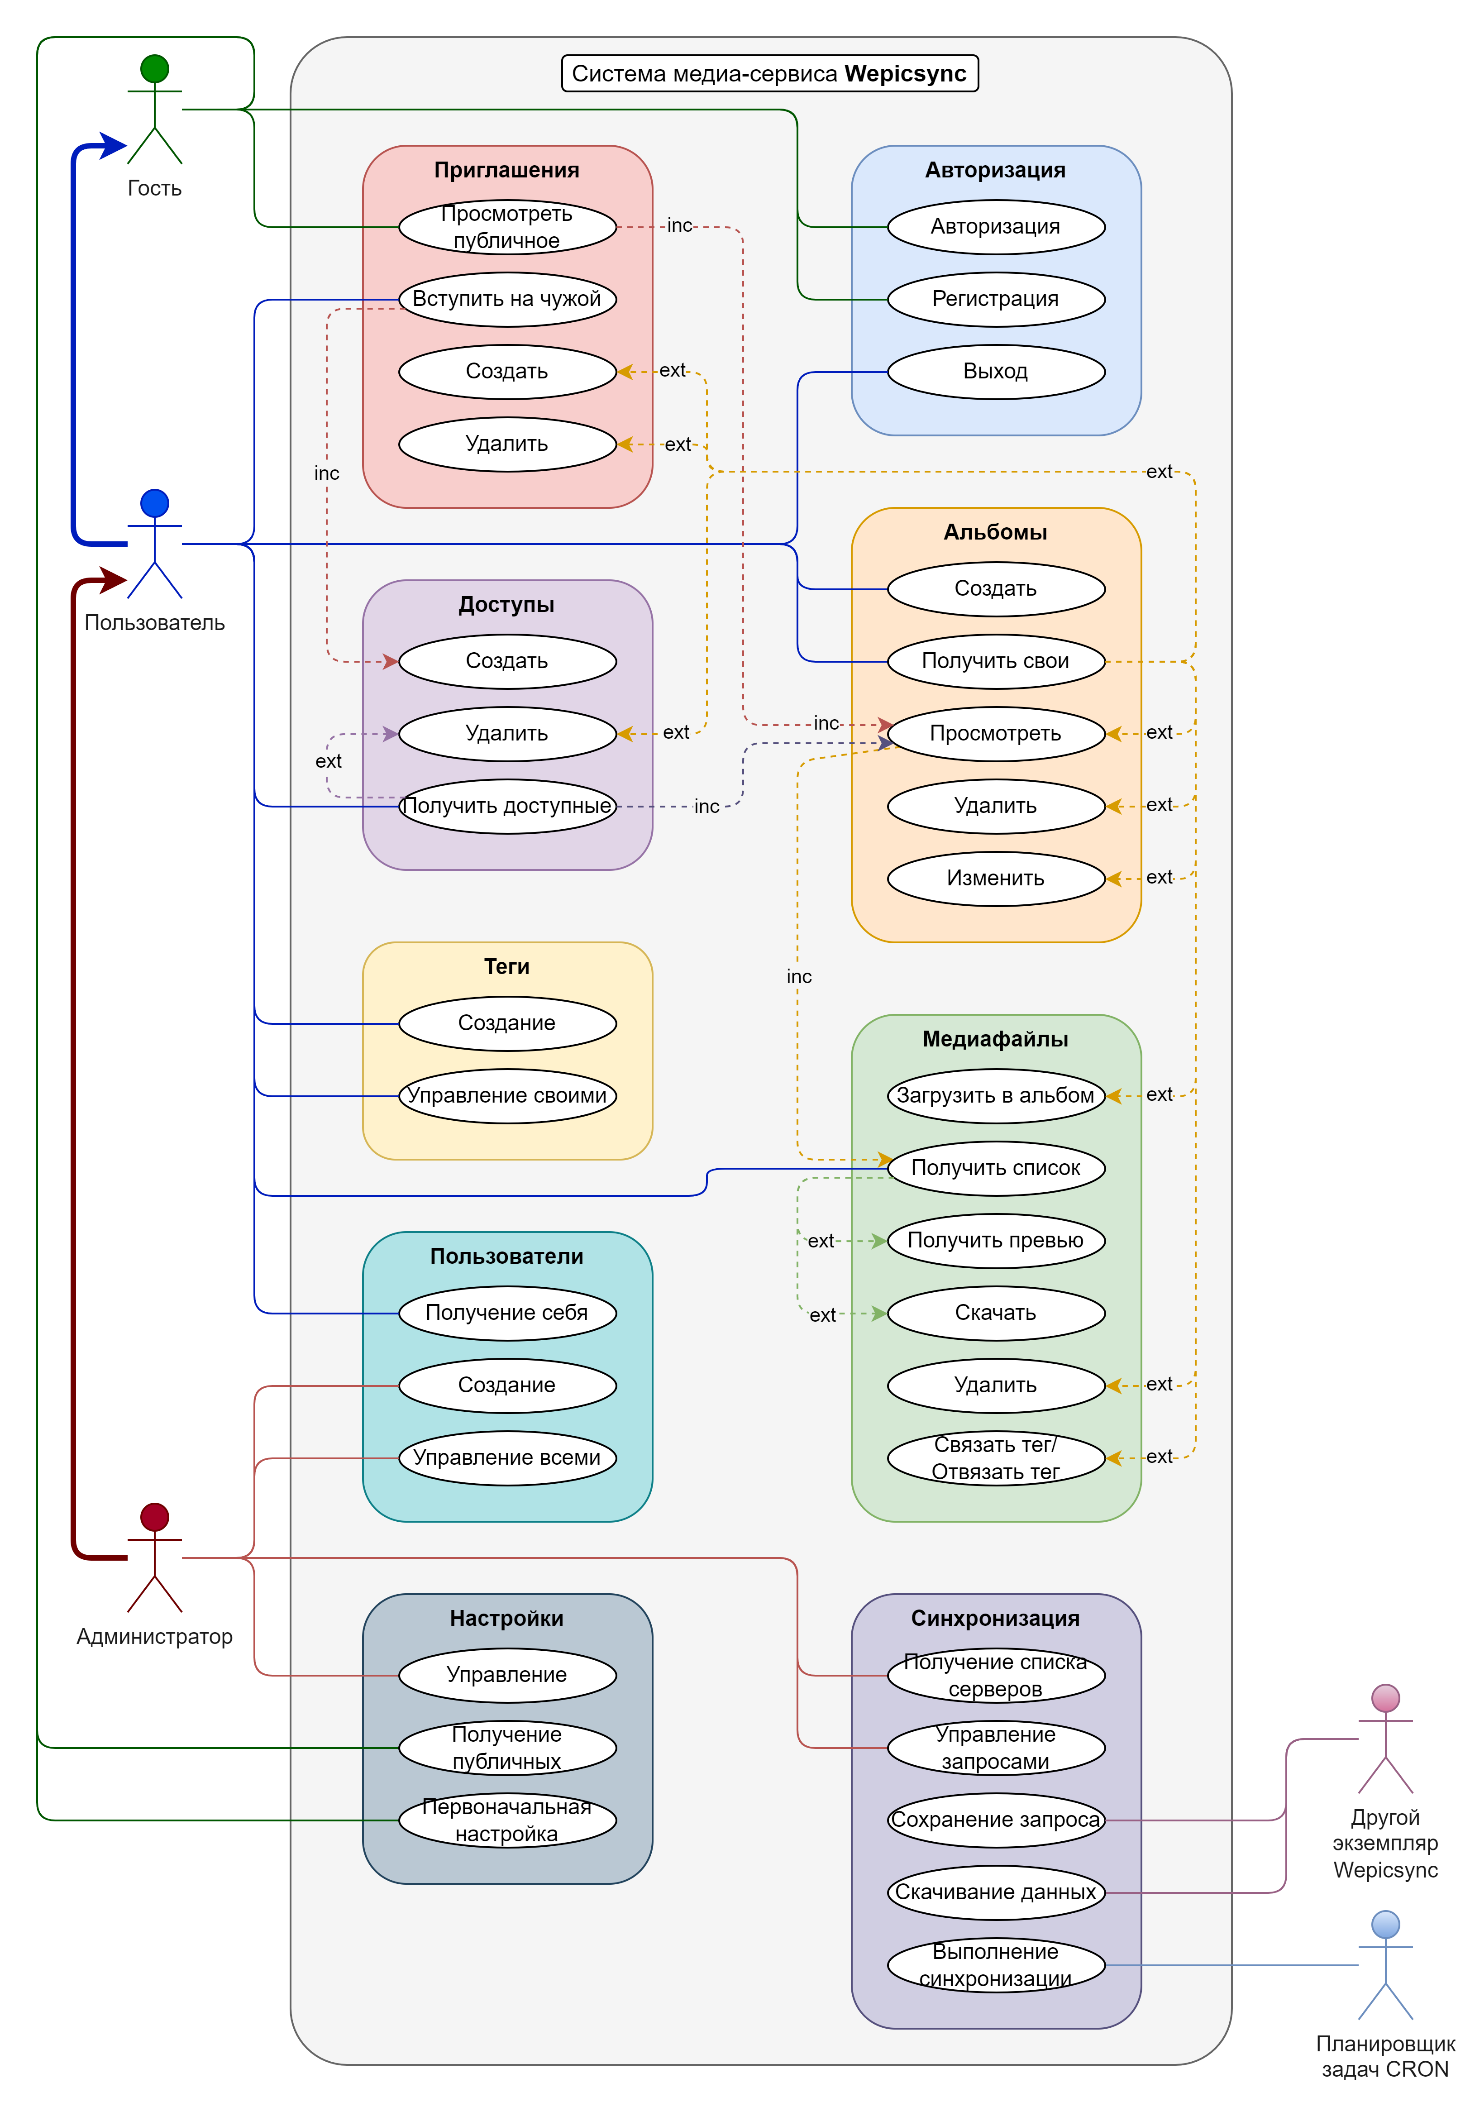 Система медиа-сервиса Wepicsync
Гость
Пользователь
Администратор
Приглашения
Просмотреть
публичное
inc
Вступить на чужой
Создать
ext
Удалить
ext
inc
Авторизация
Авторизация
Регистрация
Выход
ext
Доступы
Создать
Удалить
ext
ext
Получить доступные
inc
Альбомы
Создать
Получить свои
inc
Просмотреть
ext
Удалить
ext
Изменить
ext
inc
Теги
Создание
Управление своими
Медиафайлы
Загрузить в альбом
ext
Получить список
ext
Получить превью
ext
Скачать
Удалить
ext
Связать тег/
Отвязать тег
ext
Пользователи
Получение себя
Создание
Управление всеми
Настройки
Управление
Получение
публичных
Первоначальная
настройка
Синхронизация
Получение списка
серверов
Управление
запросами
Сохранение запроса
Скачивание данных
Выполнение
синхронизации
Другой
экземпляр
Wepicsync
Планировщик
задач CRON